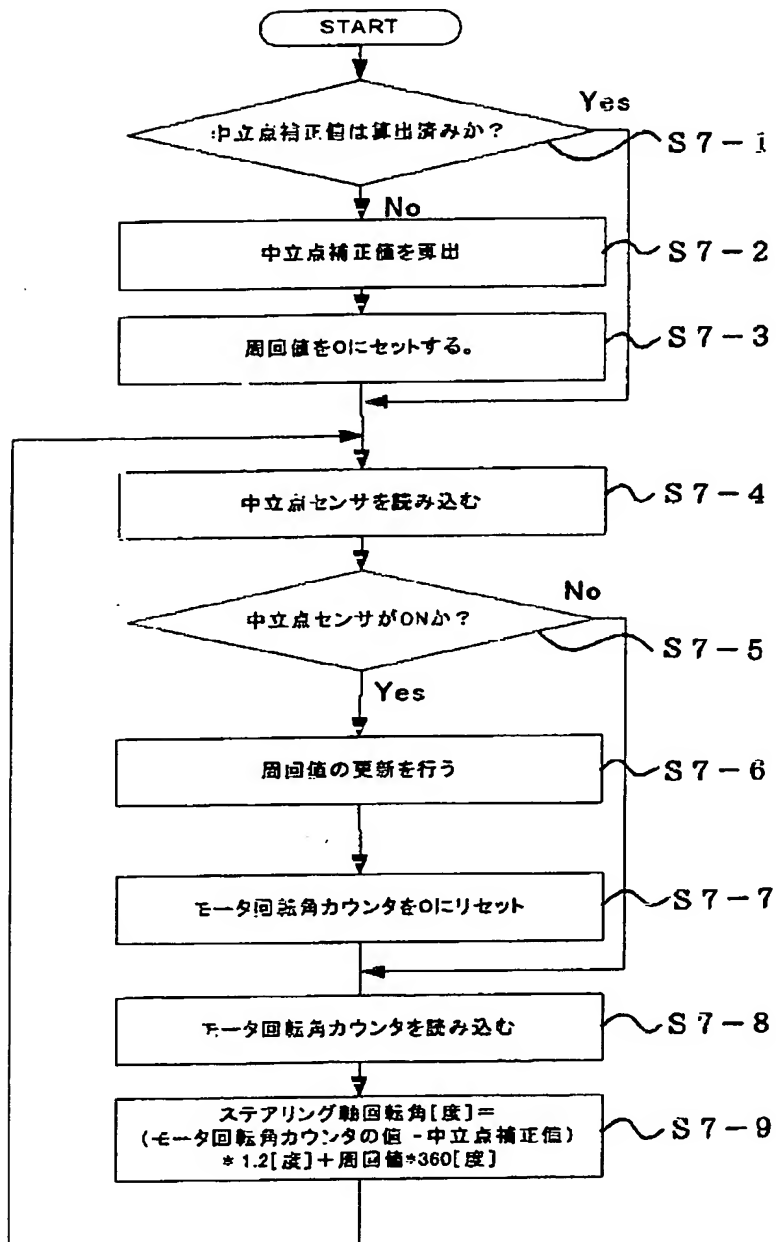 START
中立点補正値は算出済みか?
Yes
S7-1
No
中立点補正値を算出
S7-2
周回値を0にセットする。
S7-3
中立点センサを読み込む
S7-4
中立点センサがONか?
No
S7-5
Yes
周回値の更新を行う
S7-6
モータ回転角カウンタを0にリセット
S7-7
モータ回転角カウンタを読み込む
S7-8
ステアリング軸回転角[度]=
(モータ回転角カウンタの値 - 中立点補正値)
* 1.2[度]+周回値*360[度]
S7-9